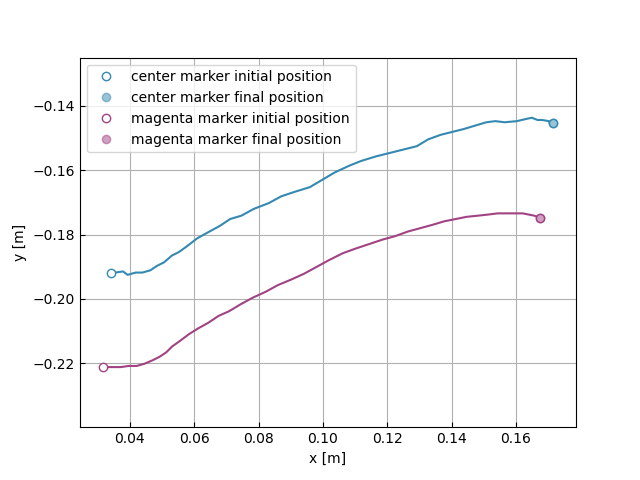 center marker initial position
center marker final position
magenta marker initial position
magenta marker final position
−0.14
−0.16
−0.18
−0.20
−0.22
y [m]
0.04 0.06 0.08 0.10 0.12 0.14 0.16
x [m]